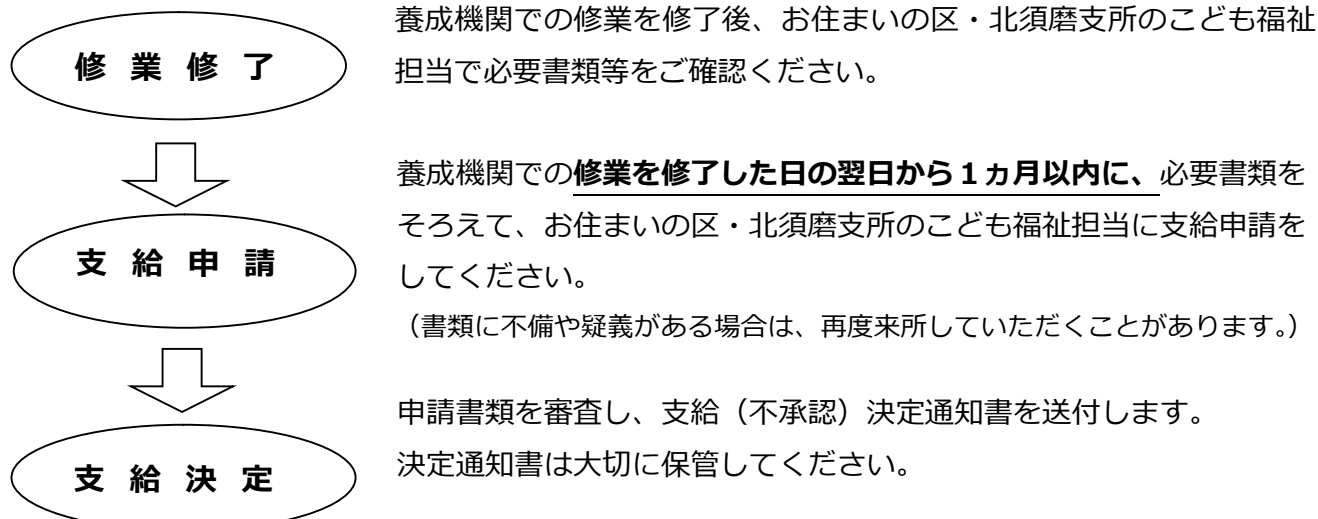 修業修了
養成機関での修業を修了後、お住まいの区・北須磨支所のこども福祉
担当で必要書類等をご確認ください。
支給申請
養成機関での修業を修了した日の翌日から１ヵ月以内に、必要書類を
そろえて、お住まいの区・北須磨支所のこども福祉担当に支給申請を
してください。
（書類に不備や疑義がある場合は、再度来所していただくことがあります。）
支給決定
申請書類を審査し、支給（不承認）決定通知書を送付します。
決定通知書は大切に保管してください。